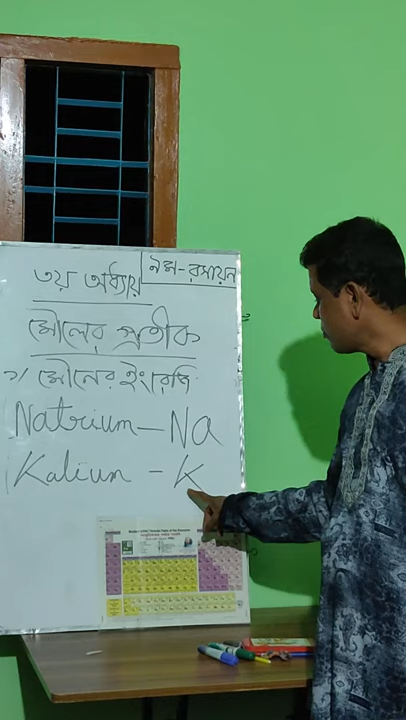 ৯ম - রসায়ন
৩য় অধ্যায়
মৌলের প্রতীক
১/ মৌলের ইংরেজি
Natrium - Na
Kalium - K